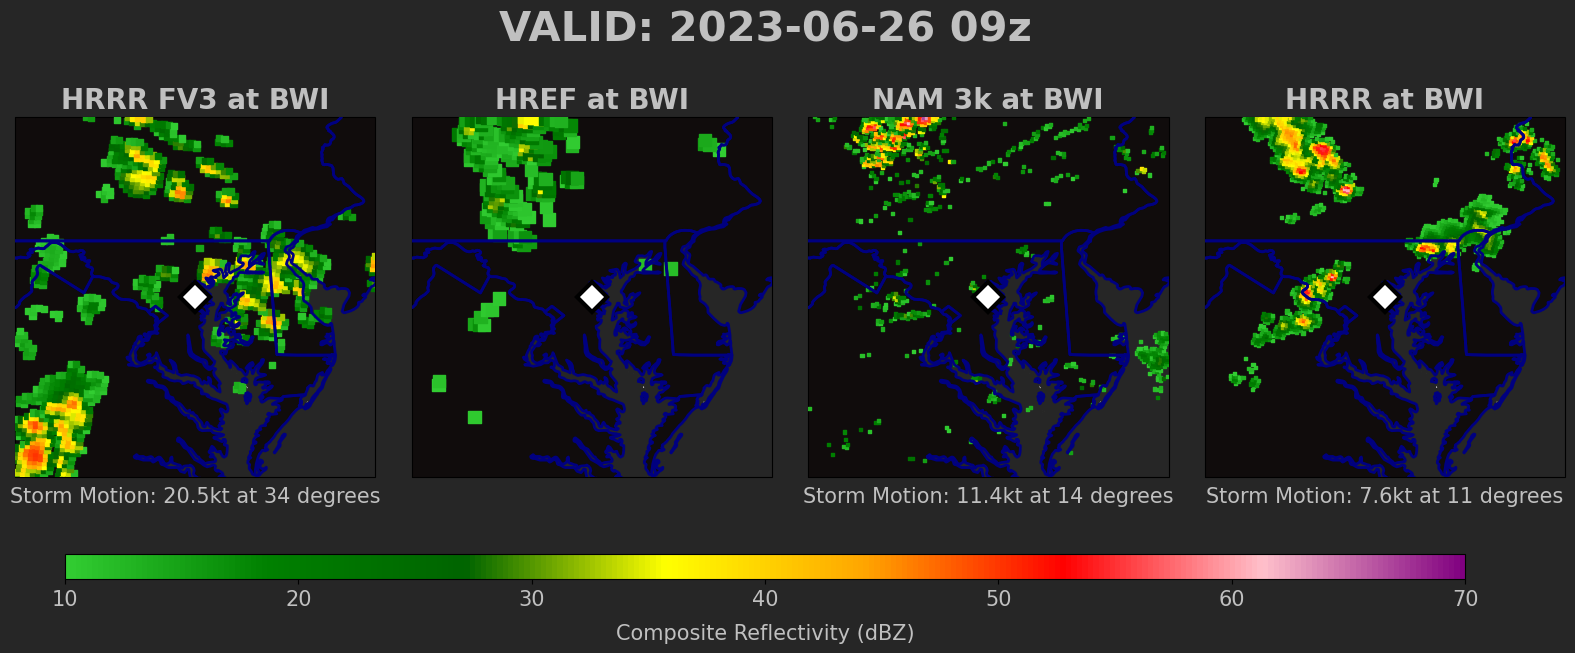 VALID: 2023-06-26 09z
HRRR FV3 at BWI
HREF at BWI
NAM 3k at BWI
HRRR at BWI
Storm Motion: 20.5kt at 34 degrees
Storm Motion: 11.4kt at 14 degrees
Storm Motion: 7.6kt at 11 degrees
10 20 30 40 50 60 70
Composite Reflectivity (dBZ)